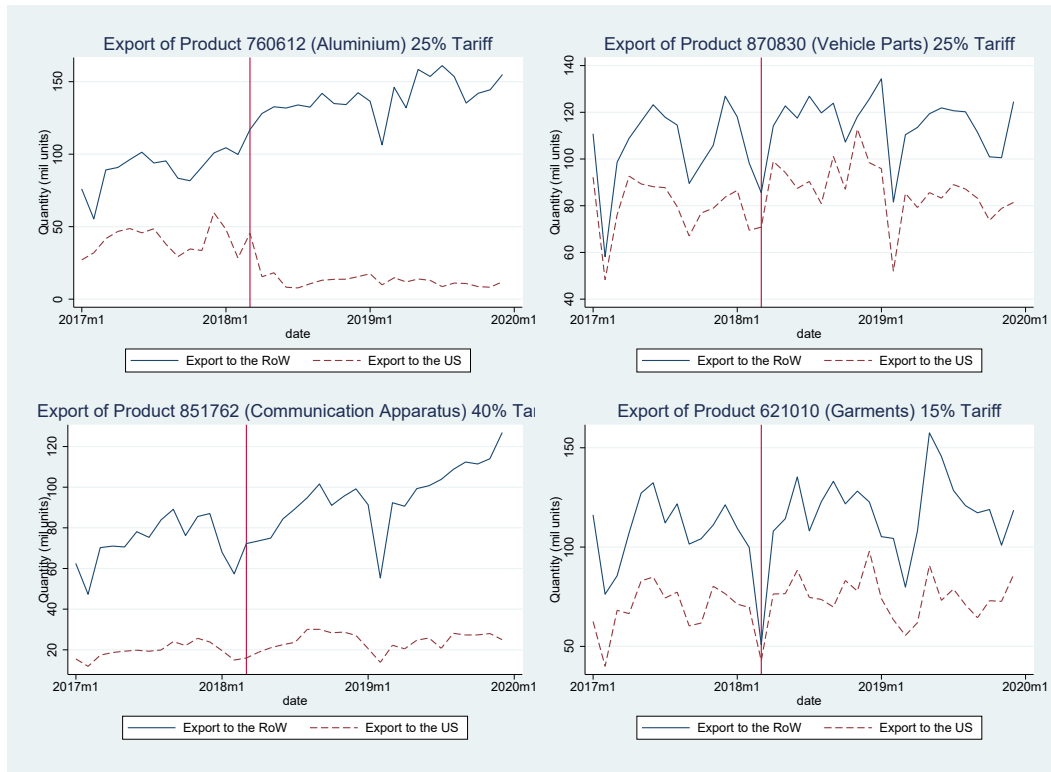 Export of Product 760612 (Aluminium) 25% Tariff
Quantity (mil units)
150
100
50
0
2017m1 2018m1 2019m1 2020m1
date
Export to the RoW Export to the US
Export of Product 870830 (Vehicle Parts) 25% Tariff
Quantity (mil units)
140
120
100
80
60
40
2017m1 2018m1 2019m1 2020m1
date
Export to the RoW Export to the US
Export of Product 851762 (Communication Apparatus) 40% Tar
Quantity (mil units)
120
100
80
60
40
20
2017m1 2018m1 2019m1 2020m1
date
Export to the RoW Export to the US
Export of Product 621010 (Garments) 15% Tariff
Quantity (mil units)
150
100
50
2017m1 2018m1 2019m1 2020m1
date
Export to the RoW Export to the US